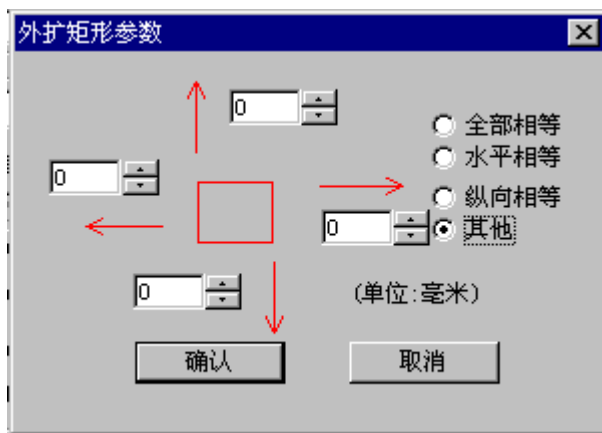 外扩矩形参数
0
全部相等
水平相等
0
纵向相等
0
其他
0
(单位:毫米)
确认
取消